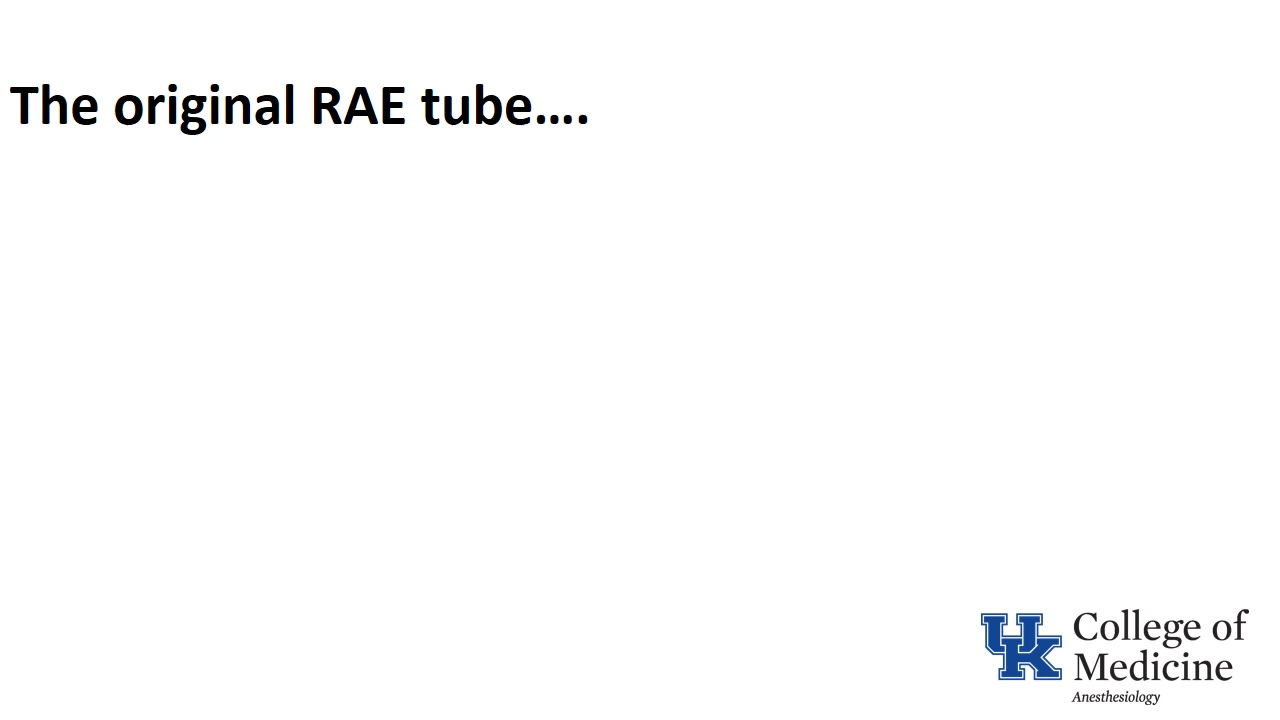 The original RAE tube....
UK
College of
Medicine
Anesthesiology